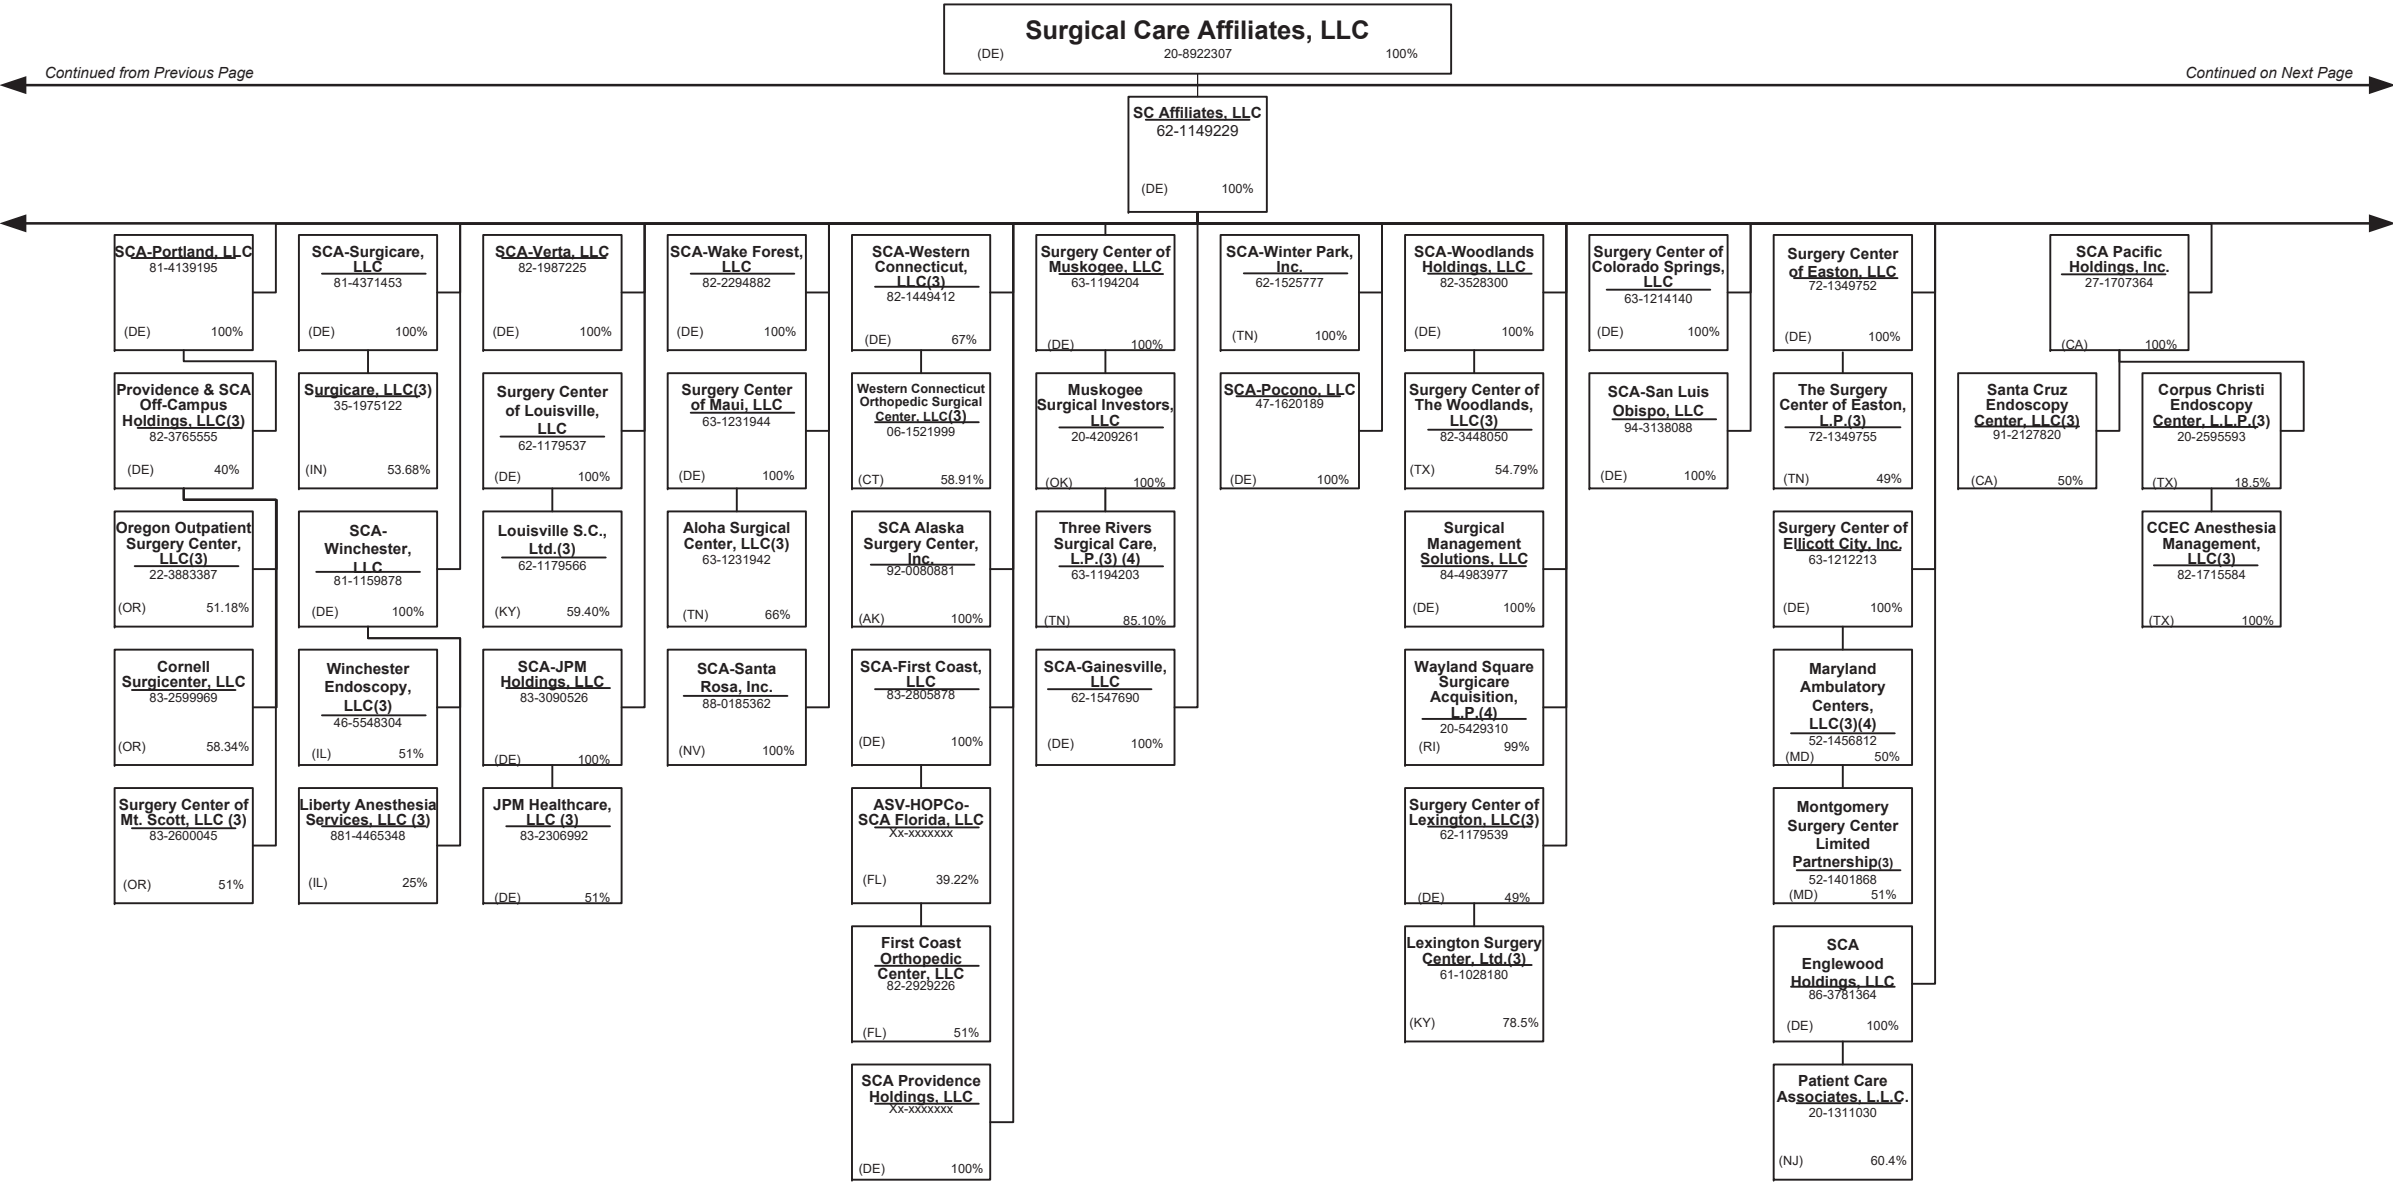 Surgical Care Affiliates, LLC
(DE) 20-8922307 100%
Continued from Previous Page
Continued on Next Page
SC Affiliates, LLC
62-1149229
(DE) 100%
SCA-Portland, LLC
81-4139195
(DE) 100%
Providence & SCA
Off-Campus
Holdings, LLC(3)
82-3765555
(DE) 40%
Oregon Outpatient
Surgery Center,
LLC(3)
22-3883387
(OR) 51.18%
Cornell
Surgicenter, LLC
83-2599969
(OR) 58.34%
Surgery Center of
Mt. Scott, LLC (3)
83-2600045
(OR) 51%
SCA-Surgicare,
LLC
81-4371453
(DE) 100%
Surgicare, LLC(3)
35-1975122
(IN) 53.68%
SCA-
Winchester,
LLC
81-1159878
(DE) 100%
Winchester
Endoscopy,
LLC(3)
46-5548304
(IL) 51%
Liberty Anesthesia
Services, LLC (3)
881-4465348
(IL) 25%
SCA-Verta, LLC
82-1987225
(DE) 100%
Surgery Center
of Louisville,
LLC
62-1179537
(DE) 100%
Louisville S.C.,
Ltd.(3)
62-1179566
(KY) 59.40%
SCA-JPM
Holdings, LLC
83-3090526
(DE) 100%
JPM Healthcare,
LLC (3)
83-2306992
(DE) 51%
SCA-Wake Forest,
LLC
82-2294882
(DE) 100%
Surgery Center
of Maui, LLC
63-1231944
(DE) 100%
Aloha Surgical
Center, LLC(3)
63-1231942
(TN) 66%
SCA-Santa
Rosa, Inc.
88-0185362
(NV) 100%
SCA-Western
Connecticut,
LLC(3)
82-1449412
(DE) 67%
Western Connecticut
Orthopedic Surgical
Center, LLC(3)
06-1521999
(CT) 58.91%
SCA Alaska
Surgery Center,
Inc.
92-0080881
(AK) 100%
SCA-First Coast,
LLC
83-2805878
(DE) 100%
ASV-HOPCo-
SCA Florida, LLC
Xx-xxxxxxx
(FL) 39.22%
First Coast
Orthopedic
Center, LLC
82-2929226
(FL) 51%
SCA Providence
Holdings, LLC
Xx-xxxxxxx
(DE) 100%
Surgery Center of
Muskogee, LLC
63-1194204
(DE) 100%
Muskogee
Surgical Investors,
LLC
20-4209261
(OK) 100%
Three Rivers
Surgical Care,
L.P.(3) (4)
63-1194203
(TN) 85.10%
SCA-Gainesville,
LLC
62-1547690
(DE) 100%
SCA-Winter Park,
Inc.
62-1525777
(TN) 100%
SCA-Pocono, LLC
47-1620189
(DE) 100%
SCA-Woodlands
Holdings, LLC
82-3528300
(DE) 100%
Surgery Center of
The Woodlands,
LLC(3)
82-3448050
(TX) 54.79%
Surgical
Management
Solutions, LLC
84-4983977
(DE) 100%
Wayland Square
Surgicare
Acquisition,
L.P.(4)
20-5429310
(RI) 99%
Surgery Center of
Lexington, LLC(3)
62-1179539
(DE) 49%
Lexington Surgery
Center, Ltd.(3)
61-1028180
(KY) 78.5%
Surgery Center of
Colorado Springs,
LLC
63-1214140
(DE) 100%
SCA-San Luis
Obispo, LLC
94-3138088
(DE) 100%
Surgery Center
of Easton, LLC
72-1349752
(DE) 100%
The Surgery
Center of Easton,
L.P.(3)
72-1349755
(TN) 49%
Surgery Center of
Ellicott City, Inc.
63-1212213
(DE) 100%
Maryland
Ambulatory
Centers,
LLC(3)(4)
52-1456812
(MD) 50%
Montgomery
Surgery Center
Limited
Partnership(3)
52-1401868
(MD) 51%
SCA
Englewood
Holdings, LLC
86-3781364
(DE) 100%
Patient Care
Associates, L.L.C.
20-1311030
(NJ) 60.4%
SCA Pacific
Holdings, Inc.
27-1707364
(CA) 100%
Santa Cruz
Endoscopy
Center, LLC(3)
91-2127820
(CA) 50%
Corpus Christi
Endoscopy
Center, L.L.P.(3)
20-2595593
(TX) 18.5%
CCEC Anesthesia
Management,
LLC(3)
82-1715584
(TX) 100%